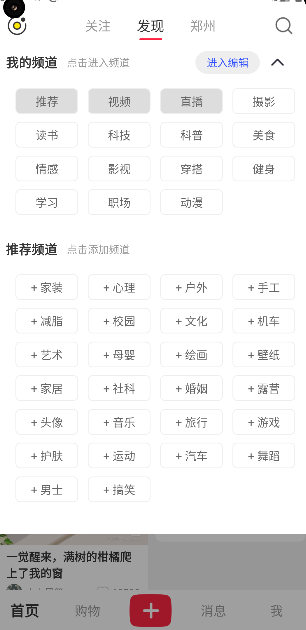 关注 发现 郑州
我的频道 点击进入频道 进入编辑
推荐 视频 直播 摄影
读书 科技 科普 美食
情感 影视 穿搭 健身
学习 职场 动漫
推荐频道 点击添加频道
+ 家装 + 心理 + 户外 + 手工
+ 减脂 + 校园 + 文化 + 机车
+ 艺术 + 母婴 + 绘画 + 壁纸
+ 家居 + 社科 + 婚姻 + 露营
+ 头像 + 音乐 + 旅行 + 游戏
+ 护肤 + 运动 + 汽车 + 舞蹈
+ 男士 + 搞笑
一觉醒来，满树的柑橘爬
上了我的窗
首页 购物 消息 我